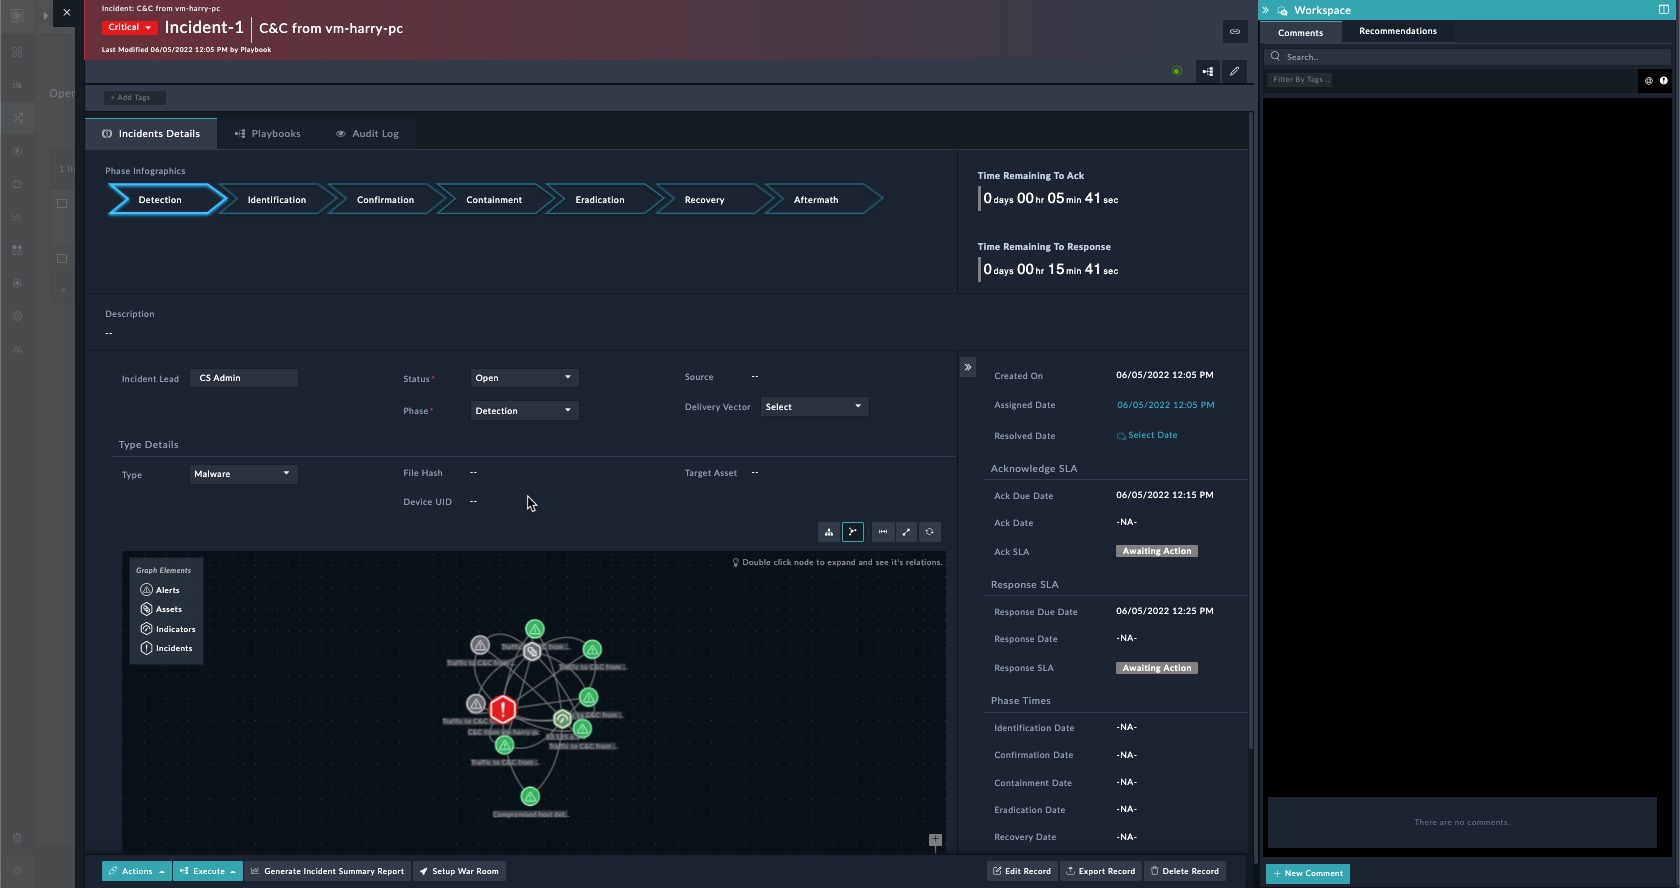 Incident: C&C from vm-harry-pc
Critical
Incident-1
C&C from vm-harry-pc
Last Modified 06/05/2022 12:05 PM by Playbook
Workspace
Comments
Recommendations
Search..
Filter By Tags ..
@
Open
+ Add Tags
Incidents Details
Playbooks
Audit Log
Phase Infographics
Detection
Identification
Confirmation
Containment
Eradication
Recovery
Aftermath
Time Remaining To Ack
0 days 00 hr 05 min 41 sec
Time Remaining To Response
0 days 00 hr 15 min 41 sec
Description
--
Incident Lead
CS Admin
Status *
Open
Source
--
Phase *
Detection
Delivery Vector
Select
Type Details
Type
Malware
File Hash
--
Target Asset
--
Device UID
--
Created On
06/05/2022 12:05 PM
Assigned Date
06/05/2022 12:05 PM
Resolved Date
Select Date
Acknowledge SLA
Ack Due Date
06/05/2022 12:15 PM
Ack Date
-NA-
Ack SLA
Awaiting Action
Response SLA
Response Due Date
06/05/2022 12:25 PM
Response Date
-NA-
Response SLA
Awaiting Action
Phase Times
Identification Date
-NA-
Confirmation Date
-NA-
Containment Date
-NA-
Eradication Date
-NA-
Recovery Date
-NA-
Double click node to expand and see it's relations.
Graph Elements
Alerts
Assets
Indicators
Incidents
Traffic to C&C from ...
Traffic to C&C from ...
Traffic to C&C from ...
C&C from vm-harry-pc
Traffic to C&C from ...
Traffic to C&C from ...
Compromised host det...
There are no comments.
Actions
Execute
Generate Incident Summary Report
Setup War Room
Edit Record
Export Record
Delete Record
+ New Comment